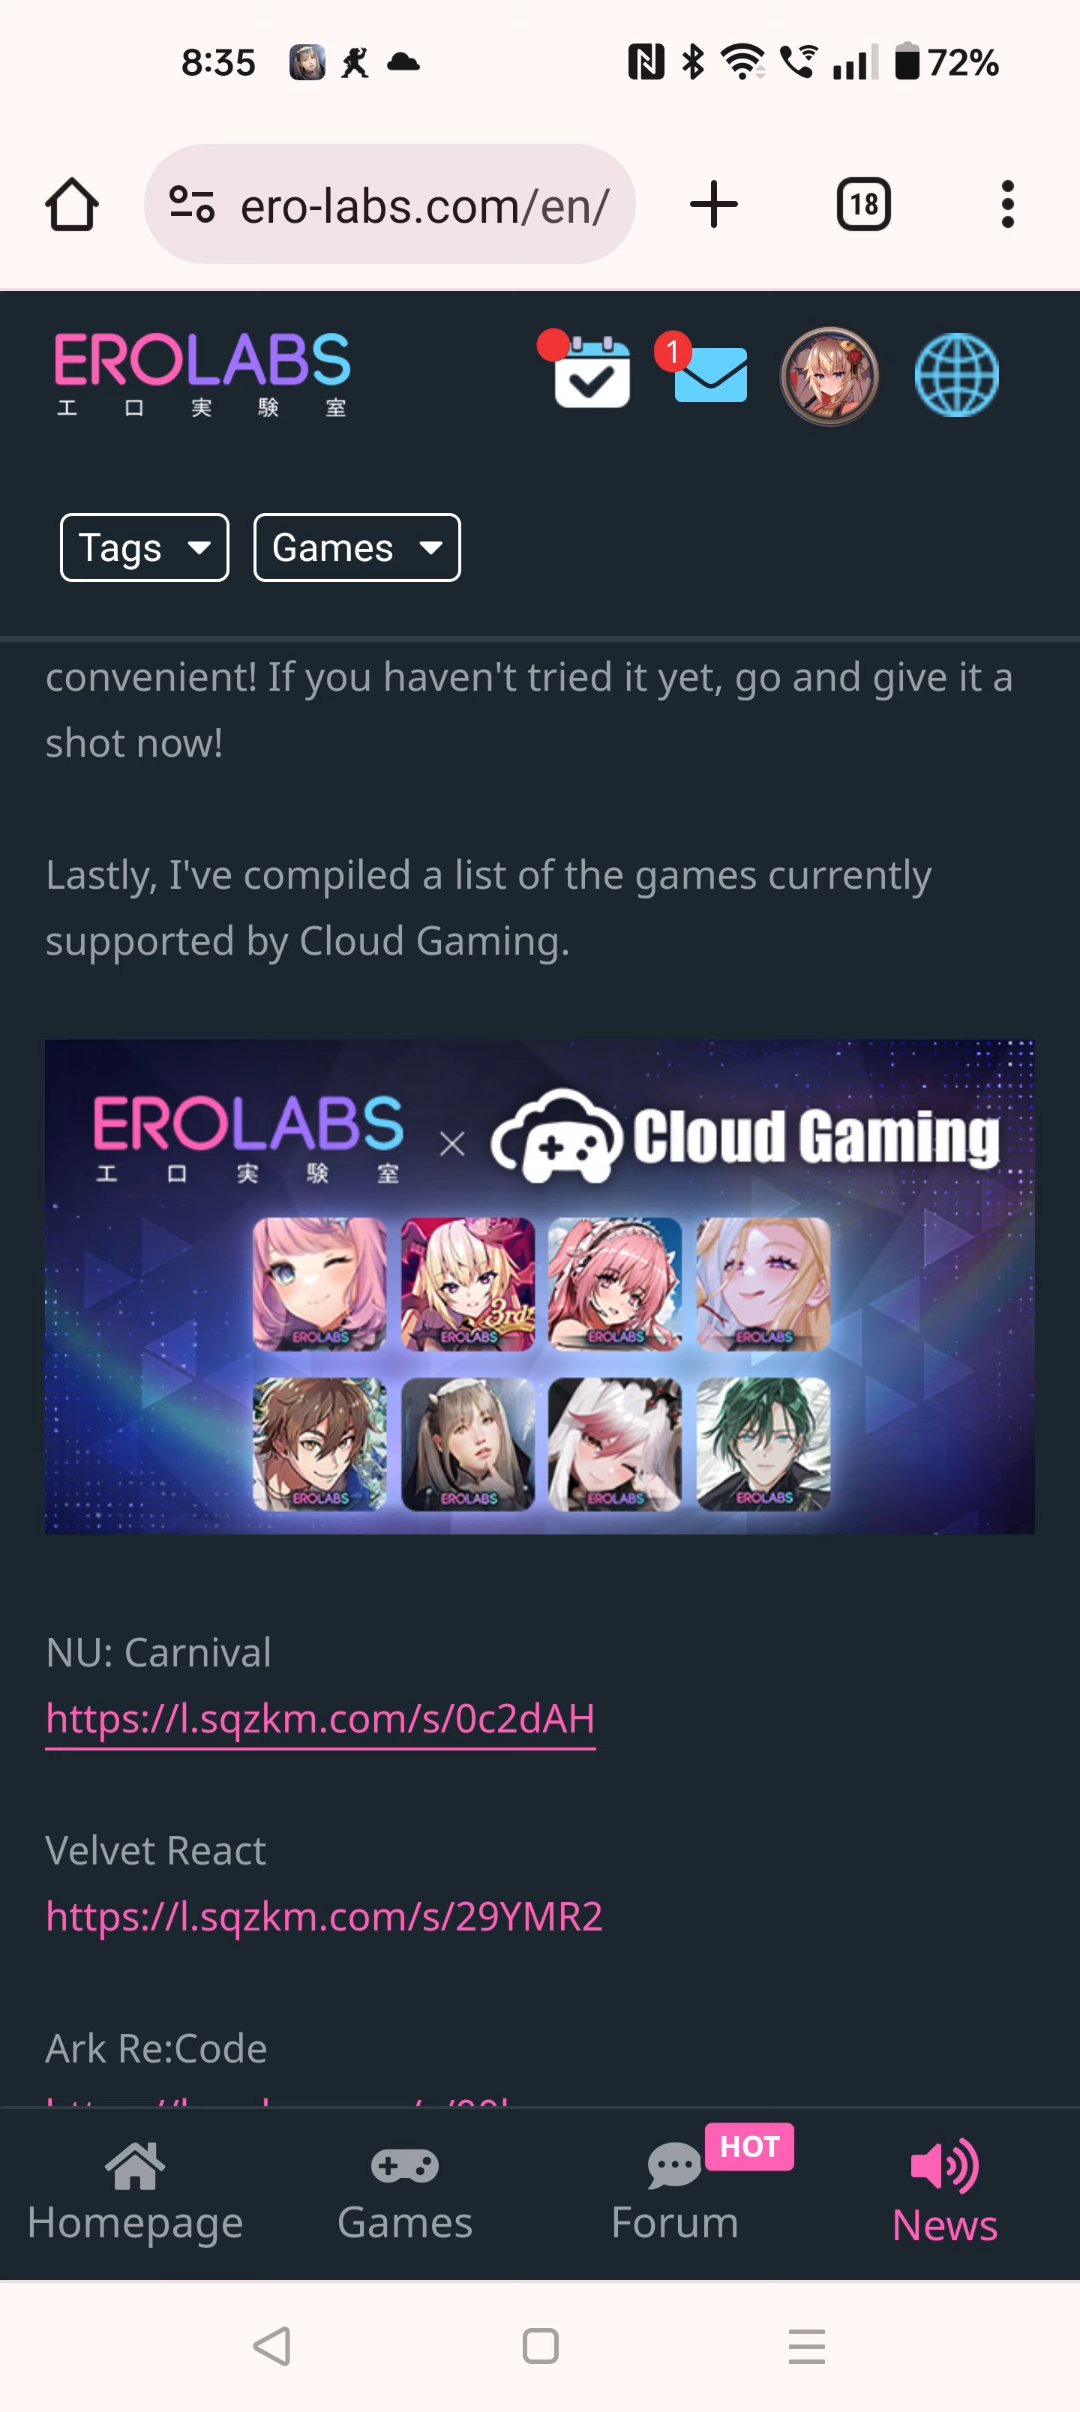 8:35
72%
ero-labs.com/en/
18
EROLABS
エロ実験室
1
Tags
Games
convenient! If you haven't tried it yet, go and give it a
shot now!
Lastly, I've compiled a list of the games currently
supported by Cloud Gaming.
EROLABS × Cloud Gaming
エロ実験室
3rd
EROLABS EROLABS EROLABS EROLABS
EROLABS EROLABS EROLABS EROLABS
NU: Carnival
https://l.sqzkm.com/s/0c2dAH
Velvet React
https://l.sqzkm.com/s/29YMR2
Ark Re:Code
HOT
Homepage
Games
Forum
News